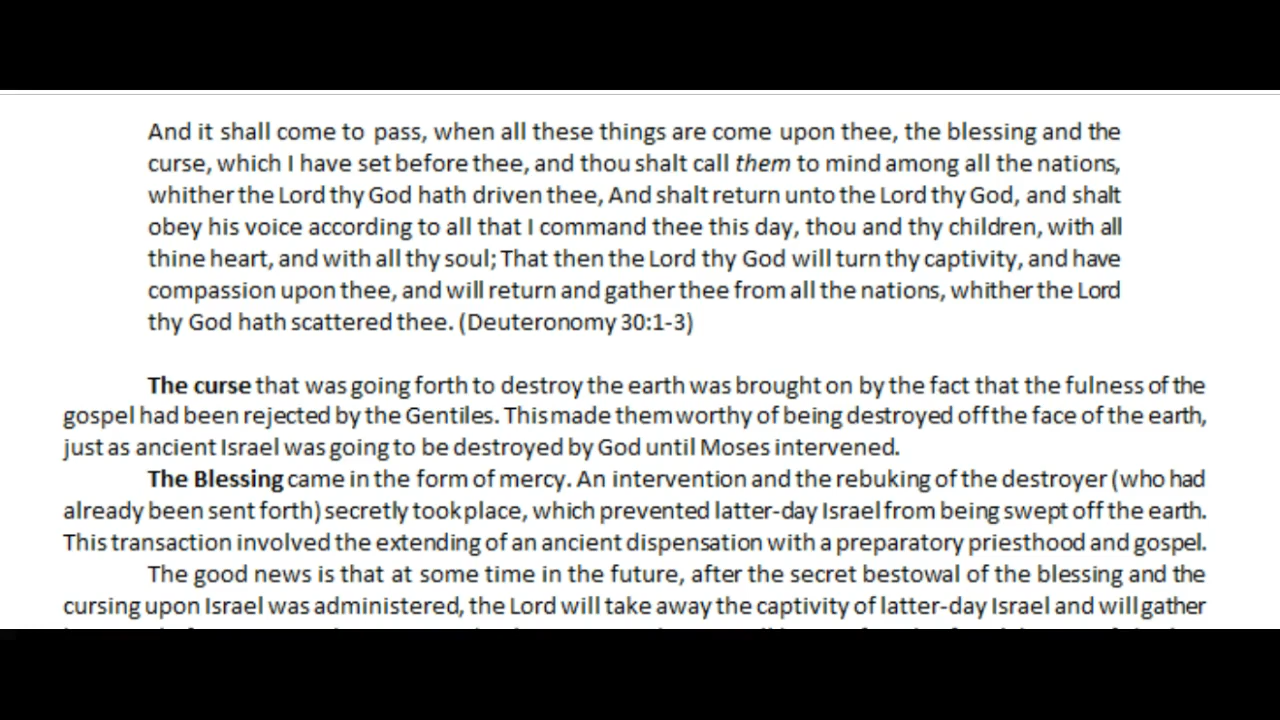 And it shall come to pass, when all these things are come upon thee, the blessing and the
curse, which I have set before thee, and thou shalt call them to mind among all the nations,
whither the Lord thy God hath driven thee, And shalt return unto the Lord thy God, and shalt
obey his voice according to all that I command thee this day, thou and thy children, with all
thine heart, and with all thy soul; That then the Lord thy God will turn thy captivity, and have
compassion upon thee, and will return and gather thee from all the nations, whither the Lord
thy God hath scattered thee. (Deuteronomy 30:1-3)
The curse that was going forth to destroy the earth was brought on by the fact that the fulness of the
gospel had been rejected by the Gentiles. This made them worthy of being destroyed off the face of the earth,
just as ancient Israel was going to be destroyed by God until Moses intervened.
The Blessing came in the form of mercy. An intervention and the rebuking of the destroyer (who had
already been sent forth) secretly took place, which prevented latter-day Israel from being swept off the earth.
This transaction involved the extending of an ancient dispensation with a preparatory priesthood and gospel.
The good news is that at some time in the future, after the secret bestowal of the blessing and the
cursing upon Israel was administered, the Lord will take away the captivity of latter-day Israel and will gather